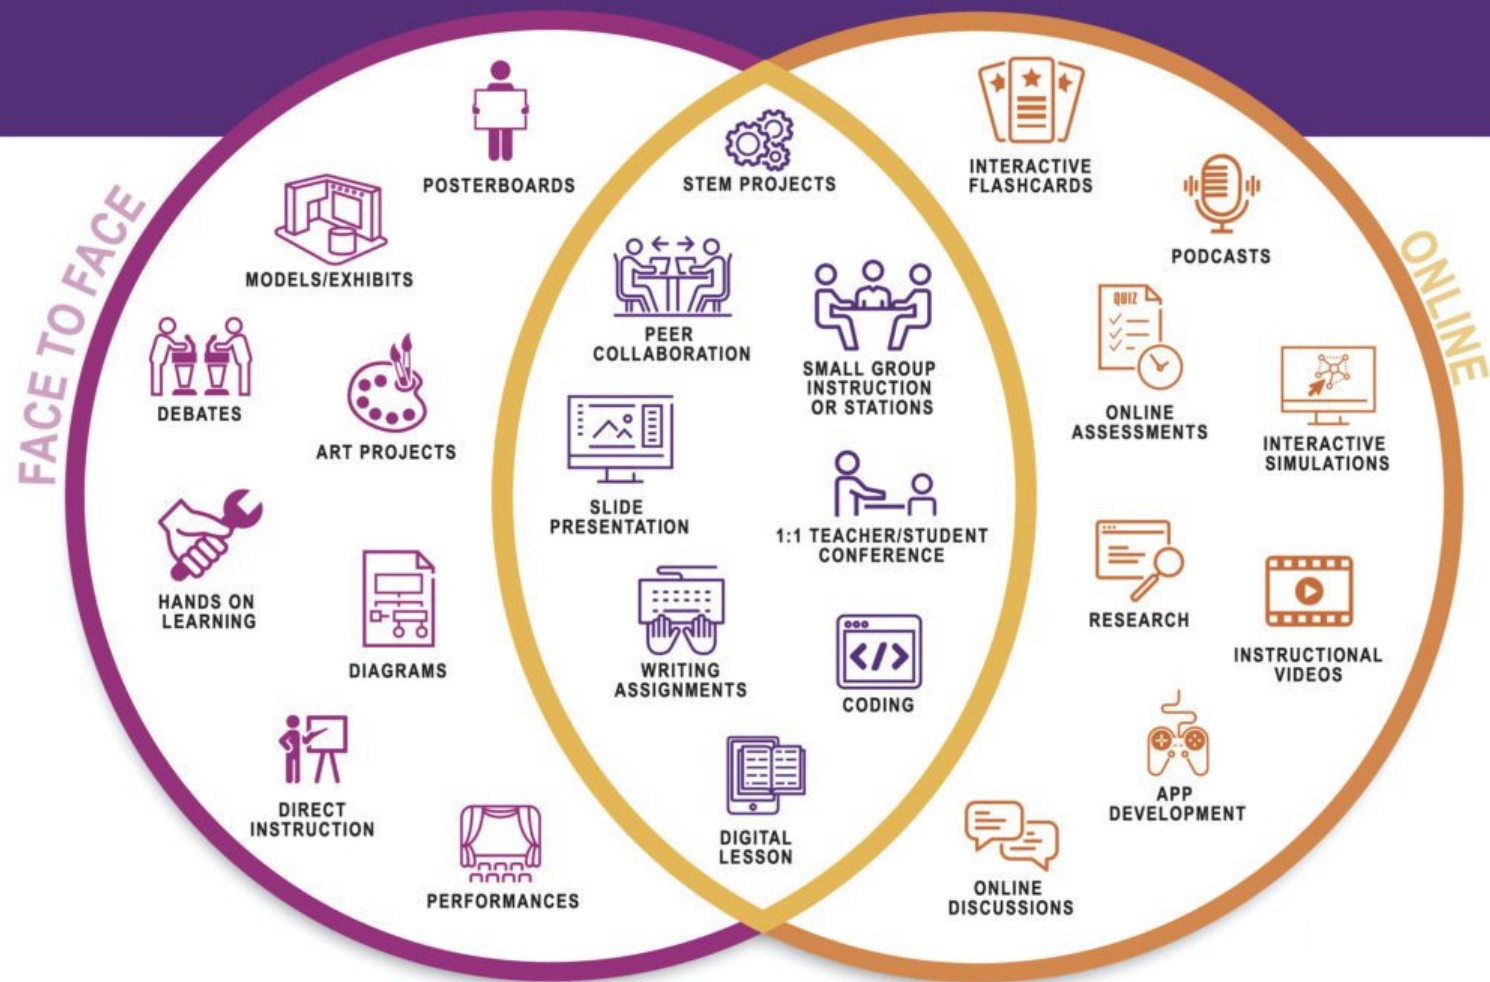 FACE TO FACE
POSTERBOARDS
MODELS/EXHIBITS
DEBATES
ART PROJECTS
HANDS ON
LEARNING
DIAGRAMS
DIRECT
INSTRUCTION
PERFORMANCES
STEM PROJECTS
PEER
COLLABORATION
SMALL GROUP
INSTRUCTION
OR STATIONS
SLIDE
PRESENTATION
1:1 TEACHER/STUDENT
CONFERENCE
WRITING
ASSIGNMENTS
</>
CODING
DIGITAL
LESSON
ONLINE
INTERACTIVE
FLASHCARDS
PODCASTS
QUIZ
ONLINE
ASSESSMENTS
INTERACTIVE
SIMULATIONS
RESEARCH
INSTRUCTIONAL
VIDEOS
APP
DEVELOPMENT
ONLINE
DISCUSSIONS